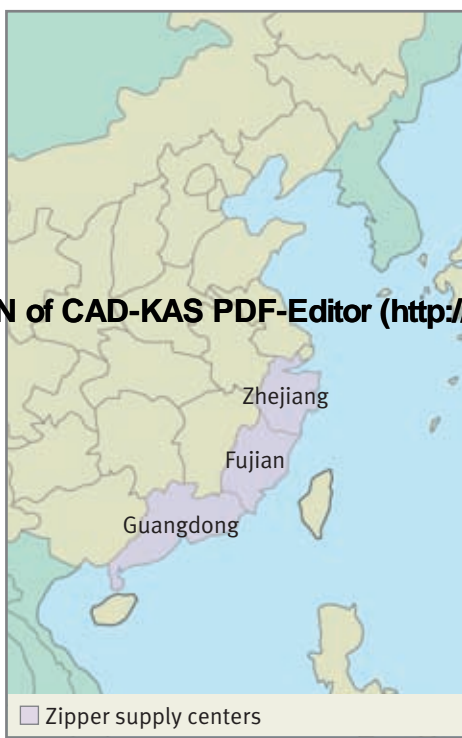 N of CAD-KAS PDF-Editor (http:/
Zhejiang
Fujian
Guangdong
Zipper supply centers